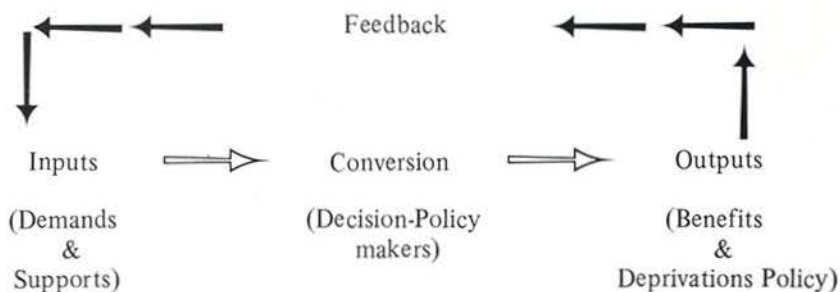 Feedback
Inputs
Conversion
Outputs
(Demands
&
Supports)
(Decision-Policy
makers)
(Benefits
&
Deprivations Policy)